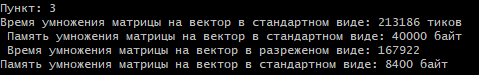 Пункт: 3
Время умножения матрицы на вектор в стандартном виде: 213186 тиков
Память умножения матрицы на вектор в стандартном виде: 40000 байт
Время умножения матрицы на вектор в разреженом виде: 167922
Память умножения матрицы на вектор в стандартном виде: 8400 байт